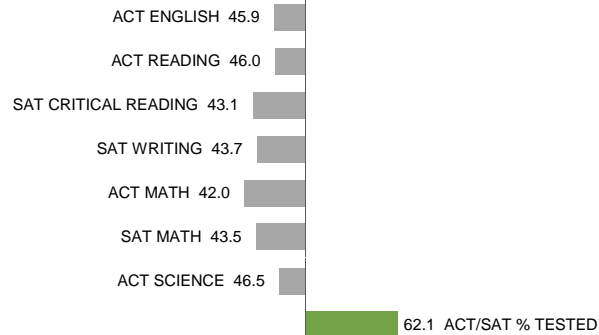 ACT ENGLISH 45.9
ACT READING 46.0
SAT CRITICAL READING 43.1
SAT WRITING 43.7
ACT MATH 42.0
SAT MATH 43.5
ACT SCIENCE 46.5
62.1 ACT/SAT % TESTED